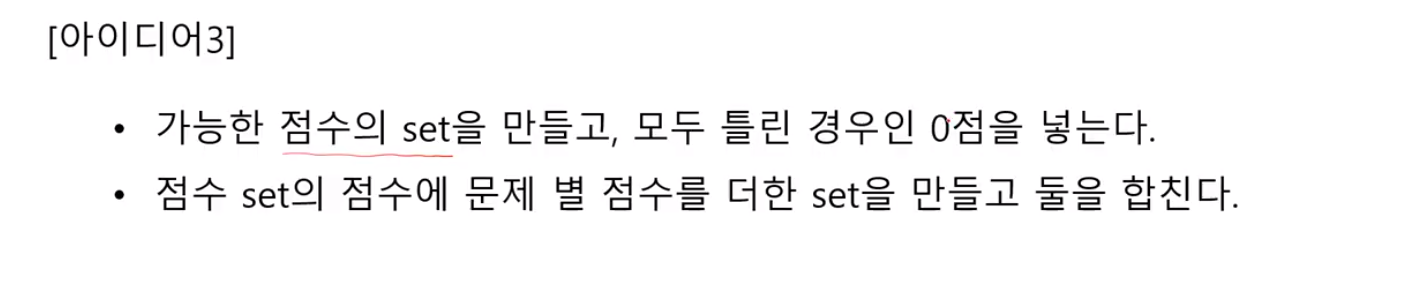 [아이디어3]
• 가능한 점수의 set을 만들고, 모두 틀린 경우인 0점을 넣는다.
• 점수 set의 점수에 문제 별 점수를 더한 set을 만들고 둘을 합친다.